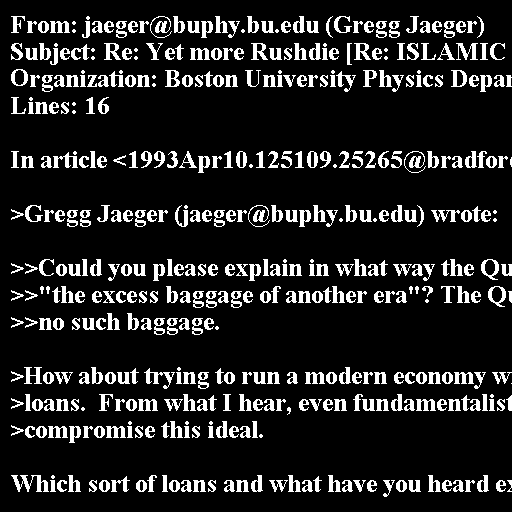 From: jaeger@buphy.bu.edu (Gregg Jaeger)
Subject: Re: Yet more Rushdie [Re: ISLAMIC
Organization: Boston University Physics Depar
Lines: 16
In article <1993Apr10.125109.25265@bradfor
>Gregg Jaeger (jaeger@buphy.bu.edu) wrote:
>>Could you please explain in what way the Qu
>>"the excess baggage of another era"? The Qu
>>no such baggage.
>How about trying to run a modern economy w
>loans.  From what I hear, even fundamentalist
>compromise this ideal.
Which sort of loans and what have you heard ex